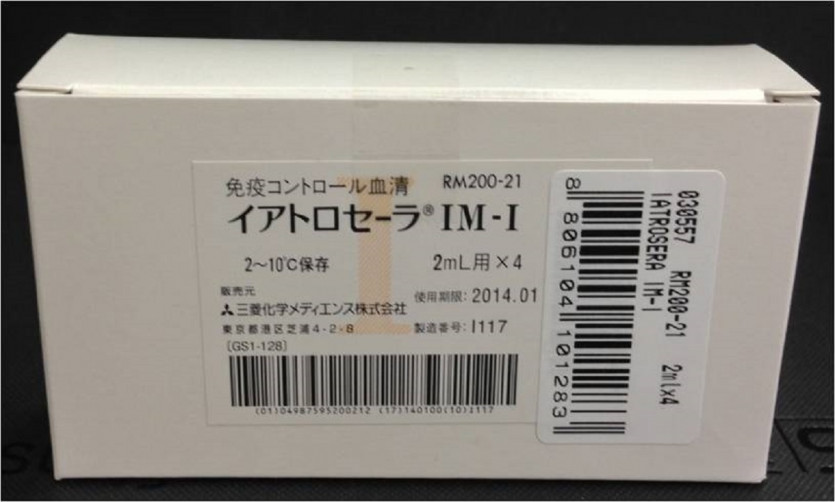 免疫コントロール血清 RM200-21
イアトロセーラ® IM-I
2~10℃保存 2mL用×4
販売元
三菱化学メディエンス株式会社 使用期限:2014.01
東京都港区芝浦4-2-8 製造番号:I117
[GS1-128]
(01)04987595200212 (17)140100(10)I117
I
030557 RM200-21 2mlx4
IATROSERA IM-I
8 806104 101283